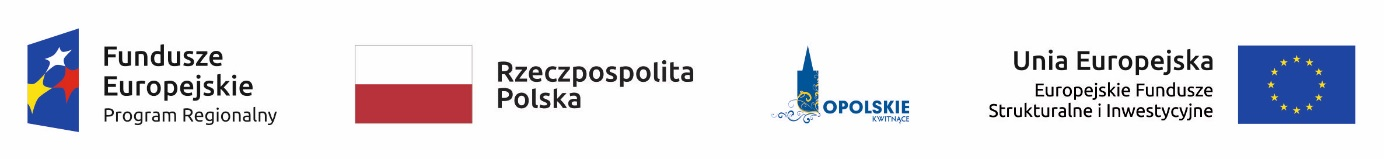 Fundusze
Europejskie
Program Regionalny
Rzeczpospolita
Polska
OPOLSKIE
KWITNĄCE
Unia Europejska
Europejskie Fundusze
Strukturalne i Inwestycyjne